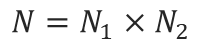 𝑁 = 𝑁₁ × 𝑁₂